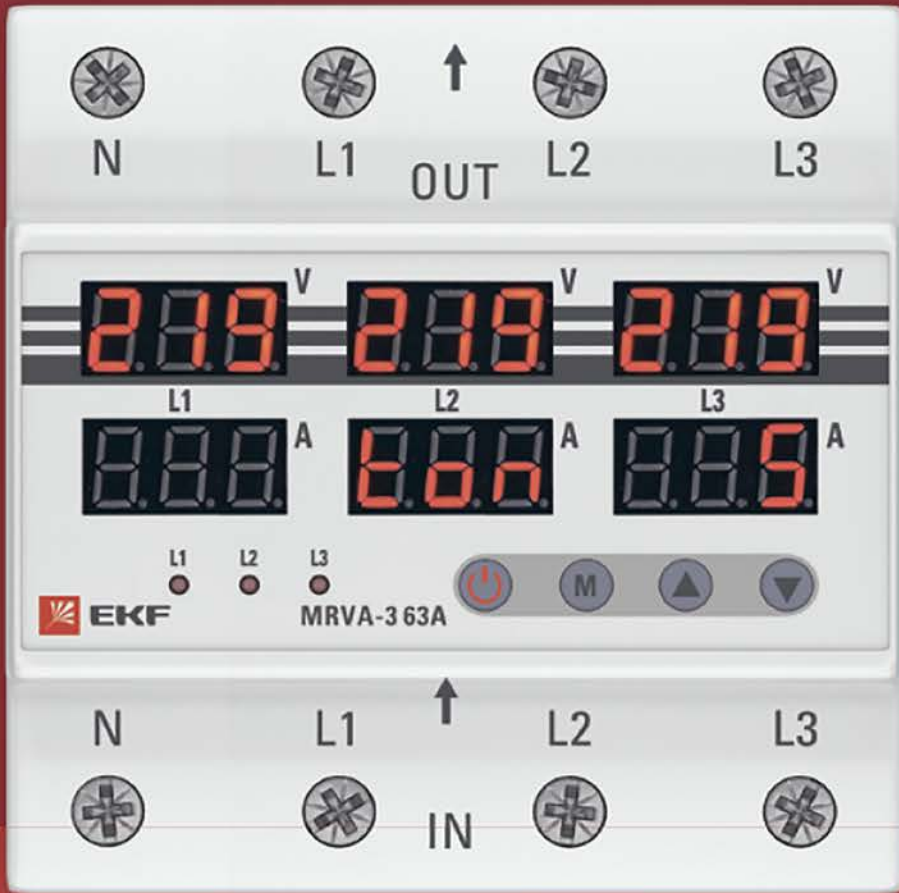 N L1 L2 L3
OUT
219 V 219 V 219 V
L1 L2 L3
A ton A 5 A
L1 L2 L3
M
EKF MRVA-3 63A
N L1 L2 L3
IN